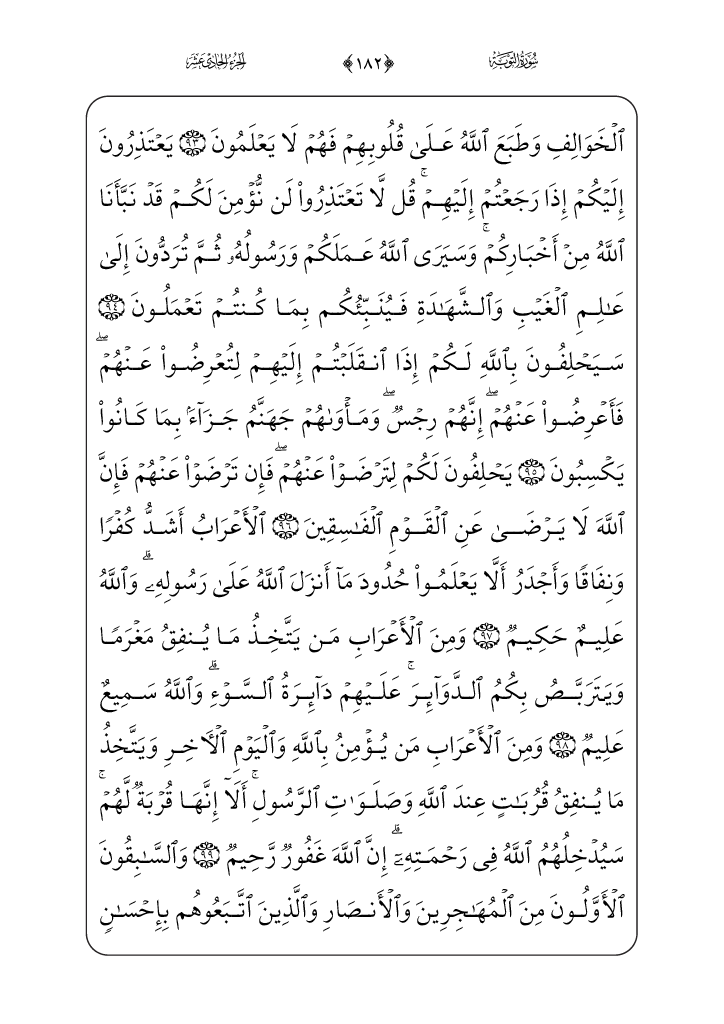 سُورَةُ التَّوْبَةِ ﴿١٨٢﴾ الجُزْءُ الحَادِي عَشَرَ
ٱلۡخَوَالِفِ وَطَبَعَ ٱللَّهُ عَلَىٰ قُلُوبِهِمۡ فَهُمۡ لَا يَعۡلَمُونَ ٩٣ يَعۡتَذِرُونَ
إِلَيۡكُمۡ إِذَا رَجَعۡتُمۡ إِلَيۡهِمۡۚ قُل لَّا تَعۡتَذِرُواْ لَن نُّؤۡمِنَ لَكُمۡ قَدۡ نَبَّأَنَا
ٱللَّهُ مِنۡ أَخۡبَارِكُمۡۚ وَسَيَرَى ٱللَّهُ عَمَلَكُمۡ وَرَسُولُهُۥ ثُمَّ تُرَدُّونَ إِلَىٰ
عَٰلِمِ ٱلۡغَيۡبِ وَٱلشَّهَٰدَةِ فَيُنَبِّئُكُم بِمَا كُنتُمۡ تَعۡمَلُونَ ٩٤
سَيَحۡلِفُونَ بِٱللَّهِ لَكُمۡ إِذَا ٱنقَلَبۡتُمۡ إِلَيۡهِمۡ لِتُعۡرِضُواْ عَنۡهُمۡۖ
فَأَعۡرِضُواْ عَنۡهُمۡۖ إِنَّهُمۡ رِجۡسٞۖ وَمَأۡوَىٰهُمۡ جَهَنَّمُ جَزَآءَۢ بِمَا كَانُواْ
يَكۡسِبُونَ ٩٥ يَحۡلِفُونَ لَكُمۡ لِتَرۡضَوۡاْ عَنۡهُمۡۖ فَإِن تَرۡضَوۡاْ عَنۡهُمۡ فَإِنَّ
ٱللَّهَ لَا يَرۡضَىٰ عَنِ ٱلۡقَوۡمِ ٱلۡفَٰسِقِينَ ٩٦ ٱلۡأَعۡرَابُ أَشَدُّ كُفۡرٗا
وَنِفَاقٗا وَأَجۡدَرُ أَلَّا يَعۡلَمُواْ حُدُودَ مَآ أَنزَلَ ٱللَّهُ عَلَىٰ رَسُولِهِۦۗ وَٱللَّهُ
عَلِيمٌ حَكِيمٞ ٩٧ وَمِنَ ٱلۡأَعۡرَابِ مَن يَتَّخِذُ مَا يُنفِقُ مَغۡرَمٗا
وَيَتَرَبَّصُ بِكُمُ ٱلدَّوَآئِرَۚ عَلَيۡهِمۡ دَآئِرَةُ ٱلسَّوۡءِۗ وَٱللَّهُ سَمِيعٌ
عَلِيمٞ ٩٨ وَمِنَ ٱلۡأَعۡرَابِ مَن يُؤۡمِنُ بِٱللَّهِ وَٱلۡيَوۡمِ ٱلۡأٓخِرِ وَيَتَّخِذُ
مَا يُنفِقُ قُرُبَٰتٍ عِندَ ٱللَّهِ وَصَلَوَٰتِ ٱلرَّسُولِۚ أَلَآ إِنَّهَا قُرۡبَةٞ لَّهُمۡۚ
سَيُدۡخِلُهُمُ ٱللَّهُ فِي رَحۡمَتِهِۦٓۗ إِنَّ ٱللَّهَ غَفُورٞ رَّحِيمٞ ٩٩ وَٱلسَّٰبِقُونَ
ٱلۡأَوَّلُونَ مِنَ ٱلۡمُهَٰجِرِينَ وَٱلۡأَنصَارِ وَٱلَّذِينَ ٱتَّبَعُوهُم بِإِحۡسَٰنٖ